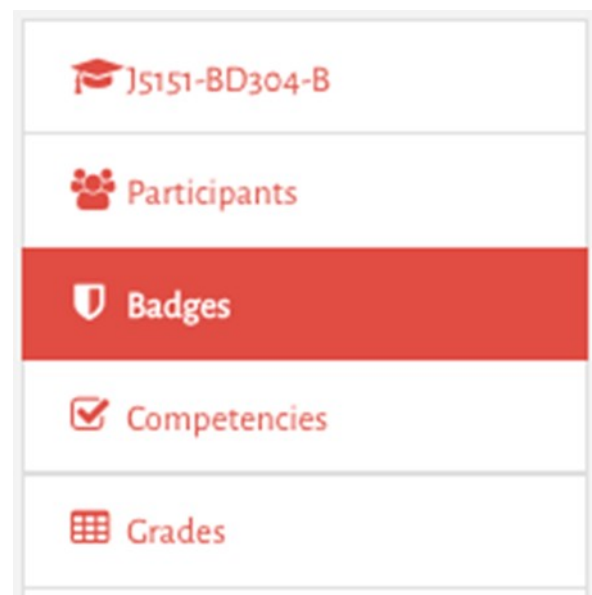 J5151-BD304-B
Participants
Badges
Competencies
Grades